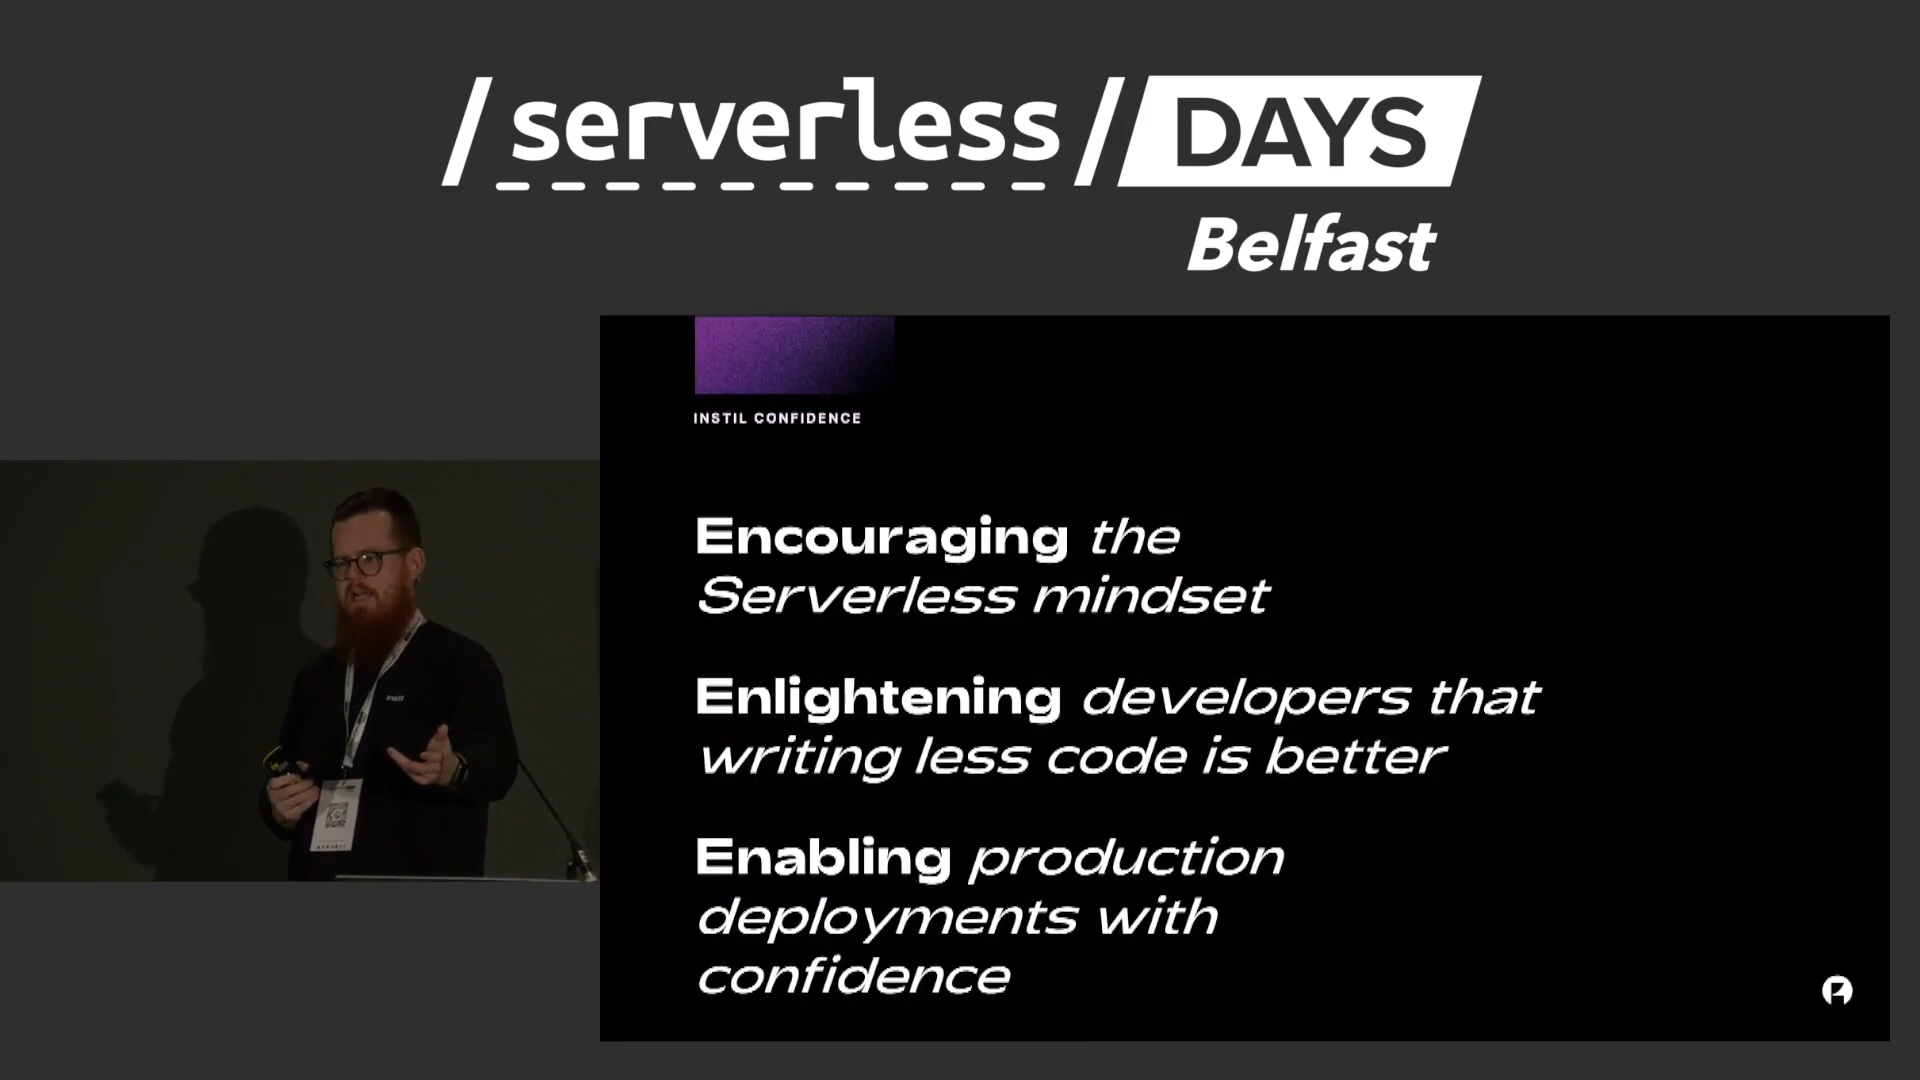 /serverless/DAYS
Belfast
INSTIL CONFIDENCE
Encouraging the
Serverless mindset
Enlightening developers that
writing less code is better
Enabling production
deployments with
confidence
instil